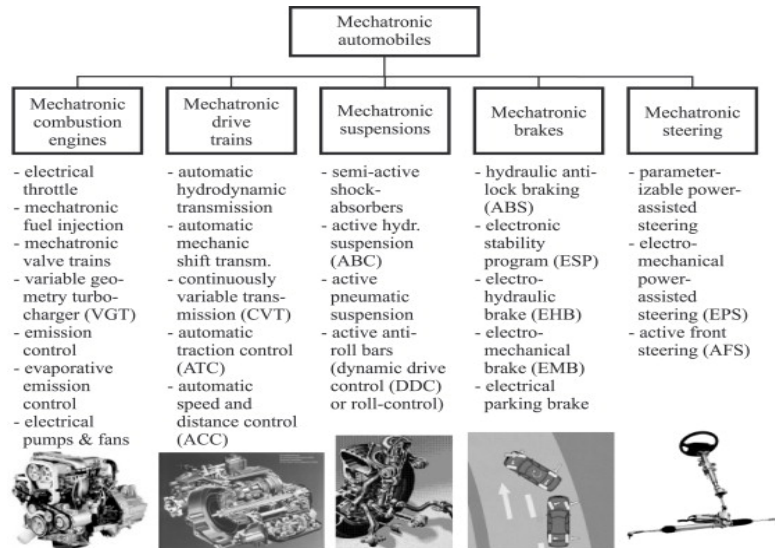 Mechatronic
automobiles
Mechatronic
combustion
engines
- electrical
throttle
- mechatronic
fuel injection
- mechatronic
valve trains
- variable geo-
metry turbo-
charger (VGT)
- emission
control
- evaporative
emission
control
- electrical
pumps & fans
Mechatronic
drive
trains
- automatic
hydrodynamic
transmission
- automatic
mechanic
shift transm.
- continuously
variable trans-
mission (CVT)
- automatic
traction control
(ATC)
- automatic
speed and
distance control
(ACC)
Mechatronic
suspensions
- semi-active
shock-
absorbers
- active hydr.
suspension
(ABC)
- active
pneumatic
suspension
- active anti-
roll bars
(dynamic drive
control (DDC)
or roll-control)
Mechatronic
brakes
- hydraulic anti-
lock braking
(ABS)
- electronic
stability
program (ESP)
- electro-
hydraulic
brake (EHB)
- electro-
mechanical
brake (EMB)
- electrical
parking brake
Mechatronic
steering
- parameter-
izable power-
assisted
steering
- electro-
mechanical
power-
assisted
steering (EPS)
- active front
steering (AFS)